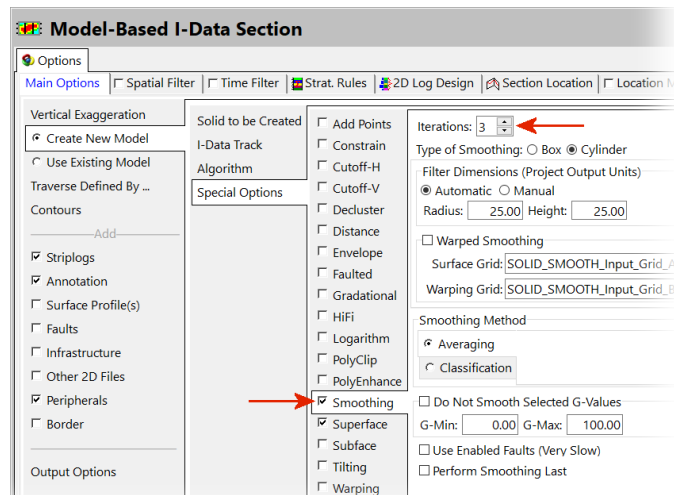 Model-Based I-Data Section
Options
Main Options Spatial Filter Time Filter Strat. Rules 2D Log Design Section Location Location
Vertical Exaggeration
Create New Model
Use Existing Model
Traverse Defined By ...
Contours
Add
Striplogs
Annotation
Surface Profile(s)
Faults
Infrastructure
Other 2D Files
Peripherals
Border
Output Options
Solid to be Created
I-Data Track
Algorithm
Special Options
Add Points
Constrain
Cutoff-H
Cutoff-V
Decluster
Distance
Envelope
Faulted
Gradational
HiFi
Logarithm
PolyClip
PolyEnhance
Smoothing
Superface
Subface
Tilting
Warping
Iterations: 3
Type of Smoothing: Box Cylinder
Filter Dimensions (Project Output Units)
Automatic Manual
Radius: 25.00 Height: 25.00
Warped Smoothing
Surface Grid: SOLID_SMOOTH_Input_Grid_A
Warping Grid: SOLID_SMOOTH_Input_Grid_B
Smoothing Method
Averaging
Classification
Do Not Smooth Selected G-Values
G-Min: 0.00 G-Max: 100.00
Use Enabled Faults (Very Slow)
Perform Smoothing Last